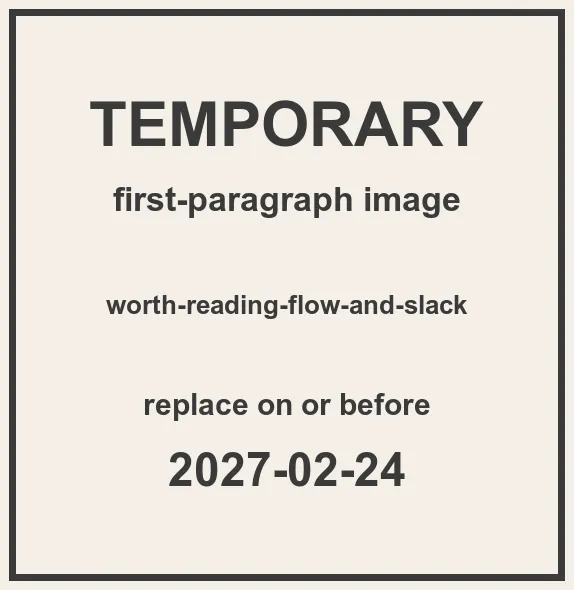 TEMPORARY
first-paragraph image
worth-reading-flow-and-slack
replace on or before
2027-02-24